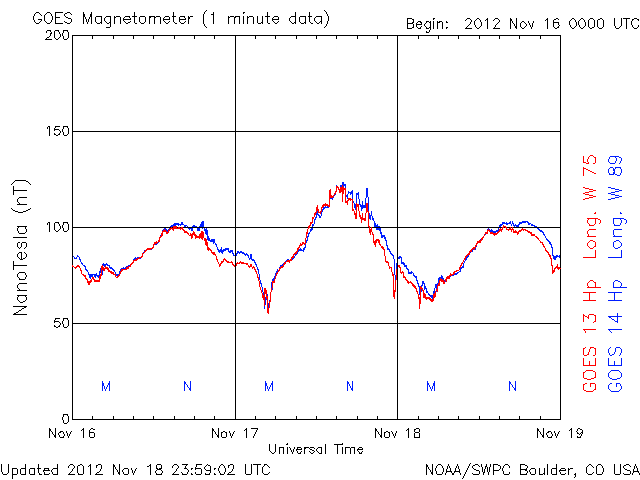 GOES Magnetometer (1 minute data)
Begin: 2012 Nov 16 0000 UTC
200
150
100
50
0
NanoTesla (nT)
M N M N M N
Nov 16 Nov 17 Nov 18 Nov 19
Universal Time
GOES 13 Hp Long. W 75
GOES 14 Hp Long. W 89
Updated 2012 Nov 18 23:59:02 UTC
NOAA/SWPC Boulder, CO USA